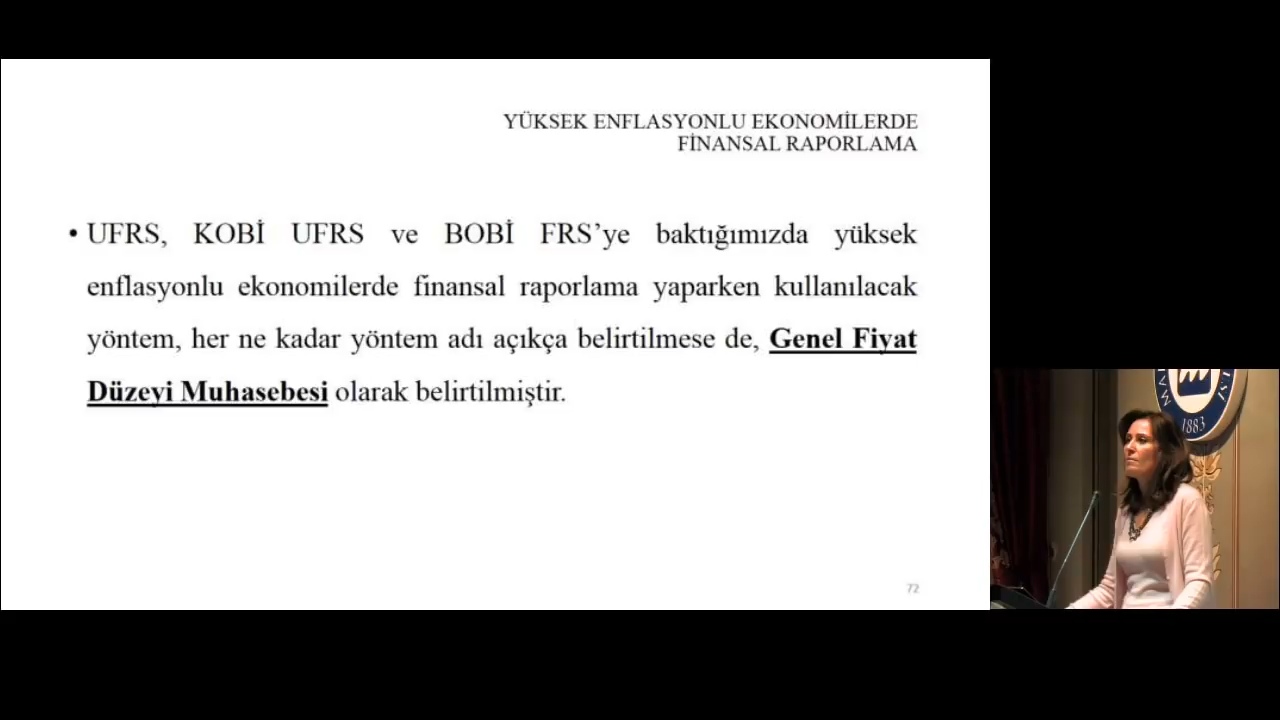 YÜKSEK ENFLASYONLU EKONOMİLERDE
FİNANSAL RAPORLAMA
• UFRS, KOBİ UFRS ve BOBİ FRS’ye baktığımızda yüksek
enflasyonlu ekonomilerde finansal raporlama yaparken kullanılacak
yöntem, her ne kadar yöntem adı açıkça belirtilmese de, Genel Fiyat
Düzeyi Muhasebesi olarak belirtilmiştir.
72
1883